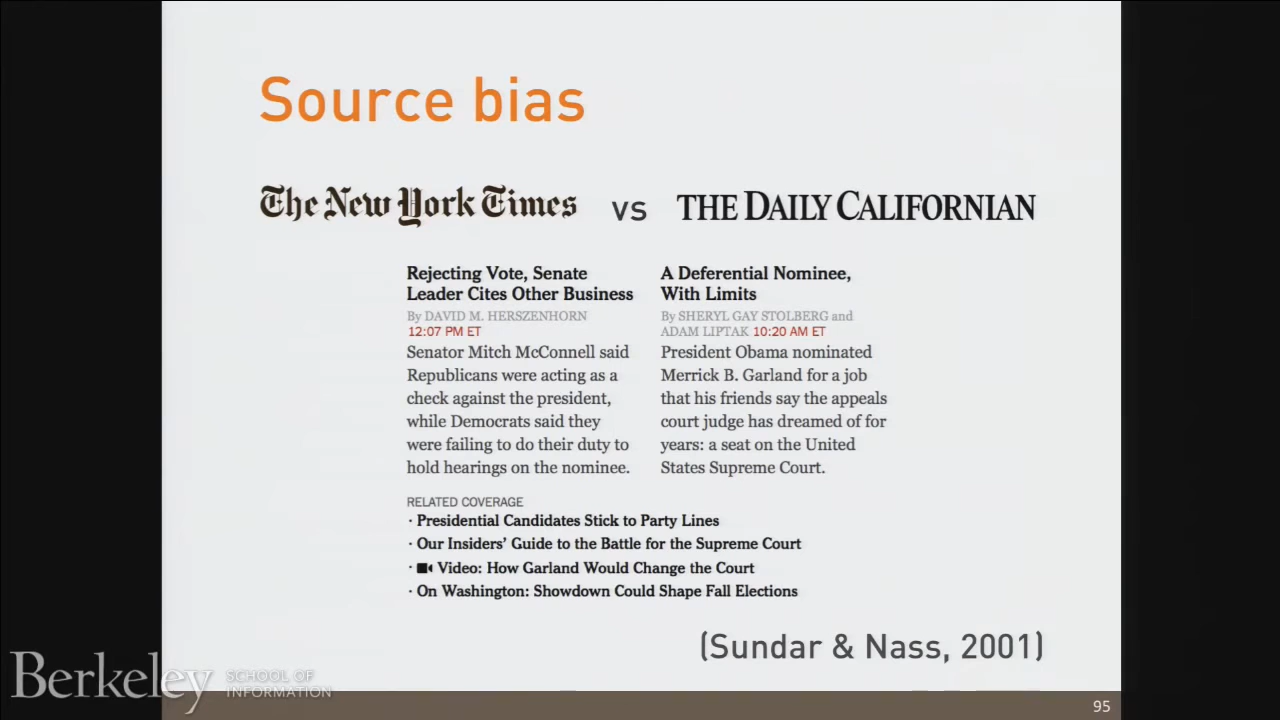 Source bias
The New York Times vs THE DAILY CALIFORNIAN
Rejecting Vote, Senate
Leader Cites Other Business
By DAVID M. HERSZENHORN
12:07 PM ET
Senator Mitch McConnell said
Republicans were acting as a
check against the president,
while Democrats said they
were failing to do their duty to
hold hearings on the nominee.
A Deferential Nominee,
With Limits
By SHERYL GAY STOLBERG and
ADAM LIPTAK 10:20 AM ET
President Obama nominated
Merrick B. Garland for a job
that his friends say the appeals
court judge has dreamed of for
years: a seat on the United
States Supreme Court.
RELATED COVERAGE
· Presidential Candidates Stick to Party Lines
· Our Insiders' Guide to the Battle for the Supreme Court
· Video: How Garland Would Change the Court
· On Washington: Showdown Could Shape Fall Elections
(Sundar & Nass, 2001)
Berkeley SCHOOL OF
INFORMATION
95